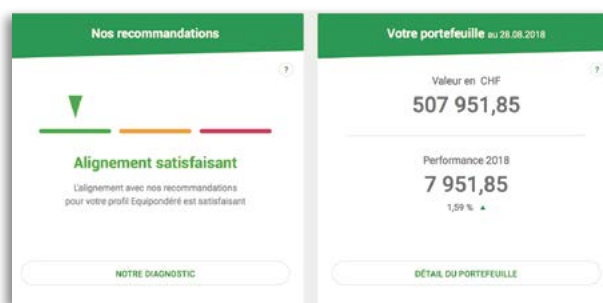 Nos recommandations
?
Alignement satisfaisant
L'alignement avec nos recommandations
pour votre profil Equipondéré est satisfaisant
NOTRE DIAGNOSTIC
Votre portefeuille au 28.08.2018
?
Valeur en CHF
507 951,85
Performance 2018
7 951,85
1,59 % ▲
DÉTAIL DU PORTEFEUILLE